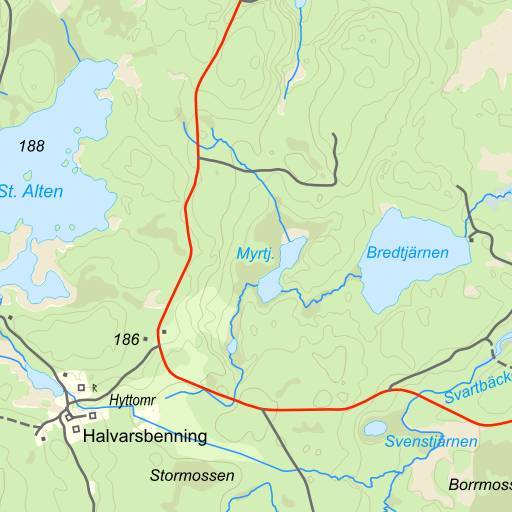 188
St. Alten
Myrtj.
Bredtjärnen
186
Hyttomr
Svartbäck
Halvarsbenning
Svenstjärnen
Stormossen
Borrmoss